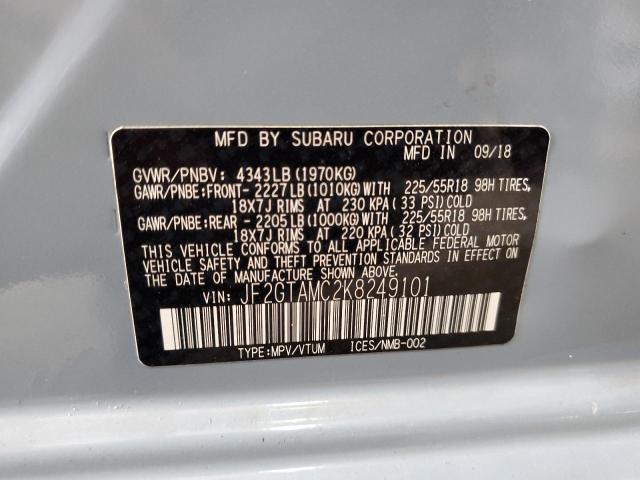 MFD BY SUBARU CORPORATION
MFD IN 09/18
GVWR/PNBV: 4343LB (1970KG)
GAWR/PNBE:FRONT- 2227LB (1010KG) WITH 225/55R18 98H TIRES,
18X7J RIMS AT 230 KPA (33 PSI) COLD
GAWR/PNBE:REAR - 2205LB (1000KG) WITH 225/55R18 98H TIRES,
18X7J RIMS AT 220 KPA (32 PSI) COLD
THIS VEHICLE CONFORMS TO ALL APPLICABLE FEDERAL MOTOR
VEHICLE SAFETY AND THEFT PREVENTION STANDARDS IN EFFECT ON
THE DATE OF MANUFACTURE SHOWN ABOVE.
VIN: JF2GTAMC2K8249101
TYPE:MPV/VTUM ICES/NMB-002